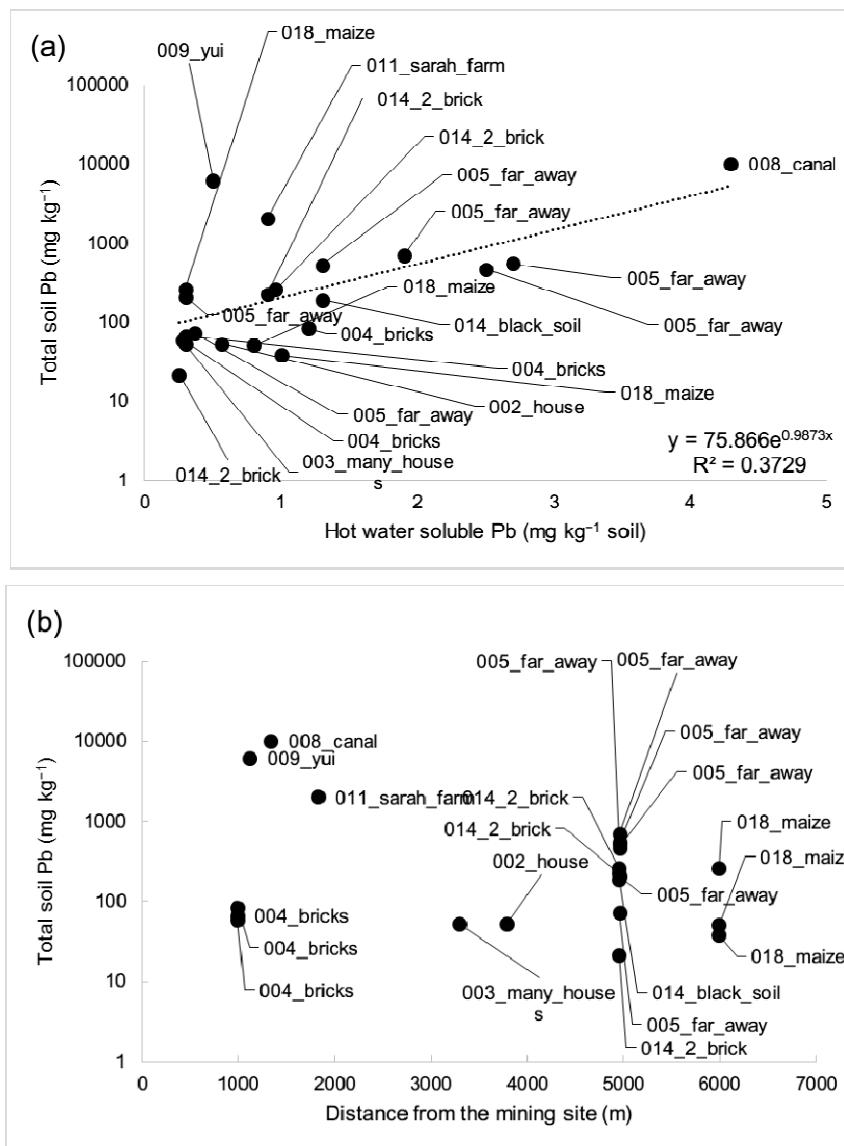 (a)
018_maize
009_yui
011_sarah_farm
014_2_brick
014_2_brick
005_far_away
005_far_away
008_canal
005_far_away
018_maize
005_far_away
014_black_soil
005_far_away
004_bricks
004_bricks
018_maize
002_house
005_far_away
004_bricks
003_many_house
s
014_2_brick
y = 75.866e^0.9873x
R² = 0.3729
100000
10000
1000
100
10
1
Total soil Pb (mg kg⁻¹)
0 1 2 3 4 5
Hot water soluble Pb (mg kg⁻¹ soil)
(b)
005_far_away 005_far_away
005_far_away
005_far_away
008_canal
009_yui
011_sarah_farm 014_2_brick
014_2_brick
018_maize
002_house
018_maiz
005_far_away
004_bricks
004_bricks
004_bricks
018_maize
003_many_house
s
014_black_soil
005_far_away
014_2_brick
100000
10000
1000
100
10
1
Total soil Pb (mg kg⁻¹)
0 1000 2000 3000 4000 5000 6000 7000
Distance from the mining site (m)